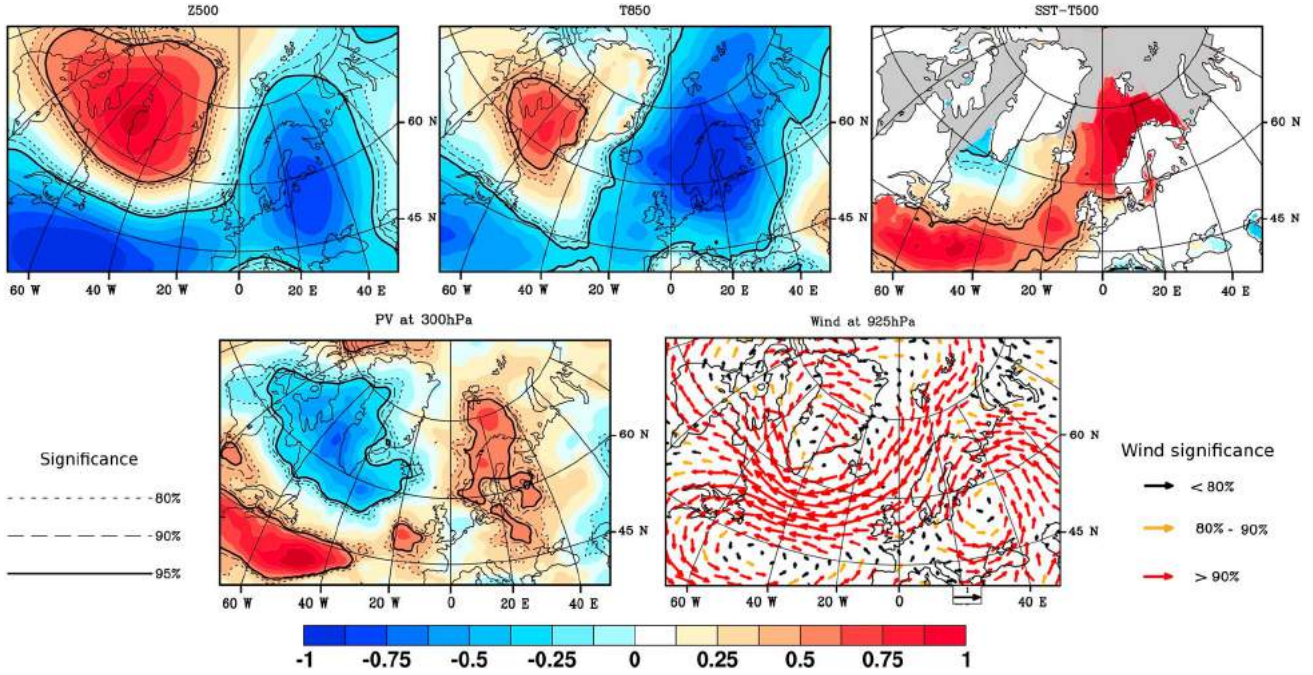 Z500
T850
SST-T500
60 N
45 N
60 W 40 W 20 W 0 20 E 40 E
60 N
45 N
60 W 40 W 20 W 0 20 E 40 E
60 N
45 N
60 W 40 W 20 W 0 20 E 40 E
PV at 300hPa
Wind at 925hPa
60 N
45 N
60 W 40 W 20 W 0 20 E 40 E
60 N
45 N
60 W 40 W 20 W 0 40 E
1
Significance
80%
90%
95%
Wind significance
< 80%
80% - 90%
> 90%
-1 -0.75 -0.5 -0.25 0 0.25 0.5 0.75 1